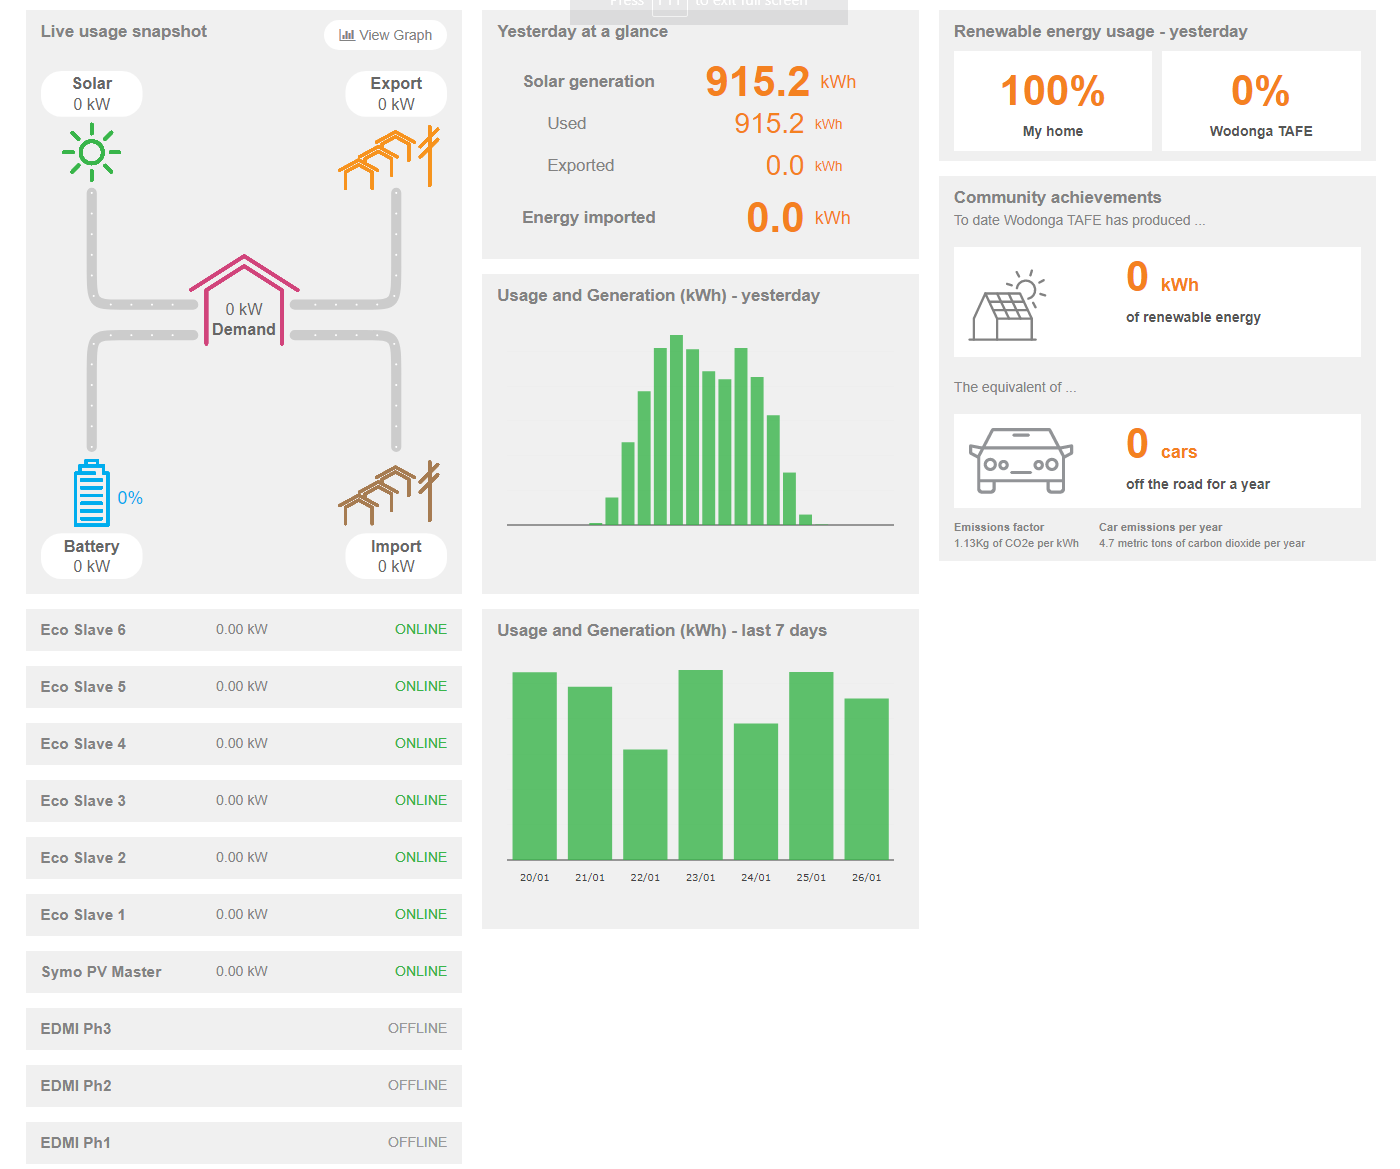 Live usage snapshot
View Graph
Solar
0 kW
Export
0 kW
0 kW
Demand
0%
Battery
0 kW
Import
0 kW
Eco Slave 6 0.00 kW ONLINE
Eco Slave 5 0.00 kW ONLINE
Eco Slave 4 0.00 kW ONLINE
Eco Slave 3 0.00 kW ONLINE
Eco Slave 2 0.00 kW ONLINE
Eco Slave 1 0.00 kW ONLINE
Symo PV Master 0.00 kW ONLINE
EDMI Ph3 OFFLINE
EDMI Ph2 OFFLINE
EDMI Ph1 OFFLINE
Press F11 to exit full screen
Yesterday at a glance
Solar generation 915.2 kWh
Used 915.2 kWh
Exported 0.0 kWh
Energy imported 0.0 kWh
Usage and Generation (kWh) - yesterday
Usage and Generation (kWh) - last 7 days
20/01 21/01 22/01 23/01 24/01 25/01 26/01
Renewable energy usage - yesterday
100%
My home
0%
Wodonga TAFE
Community achievements
To date Wodonga TAFE has produced ...
0 kWh
of renewable energy
The equivalent of ...
0 cars
off the road for a year
Emissions factor
1.13Kg of CO2e per kWh
Car emissions per year
4.7 metric tons of carbon dioxide per year